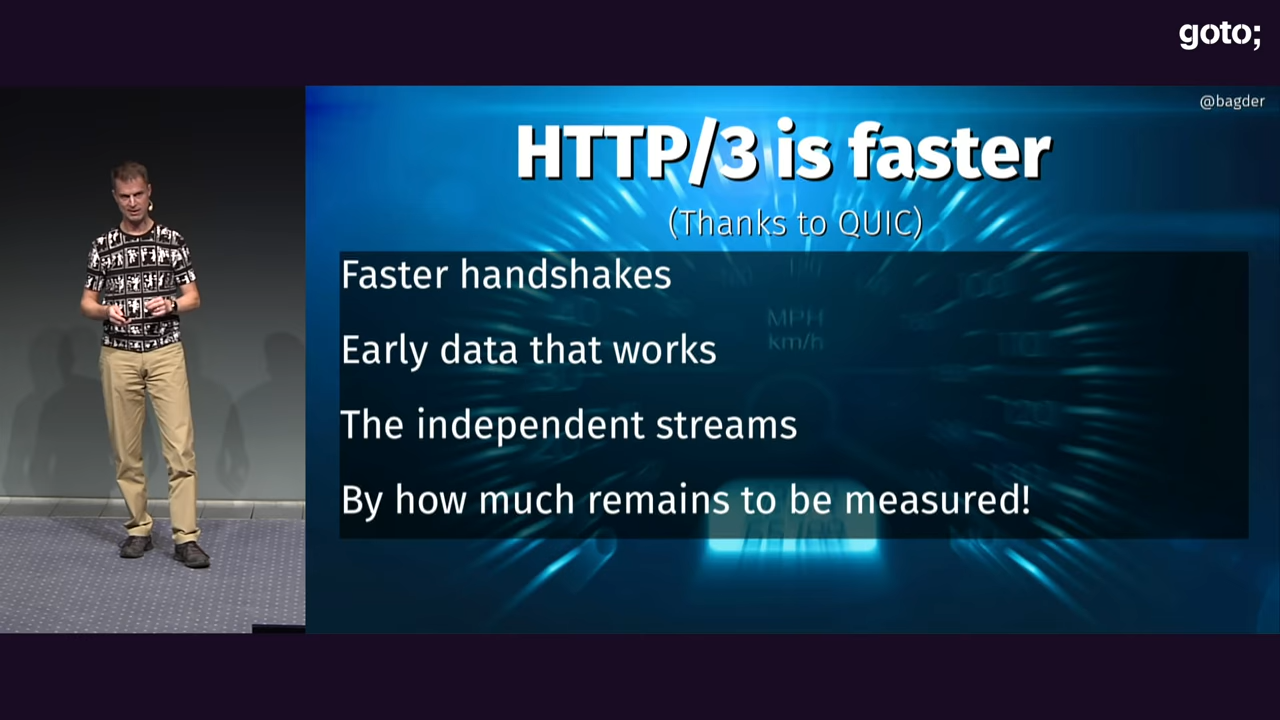 goto;
@bagder
HTTP/3 is faster
(Thanks to QUIC)
Faster handshakes
MPH
km/h
Early data that works
The independent streams
By how much remains to be measured!